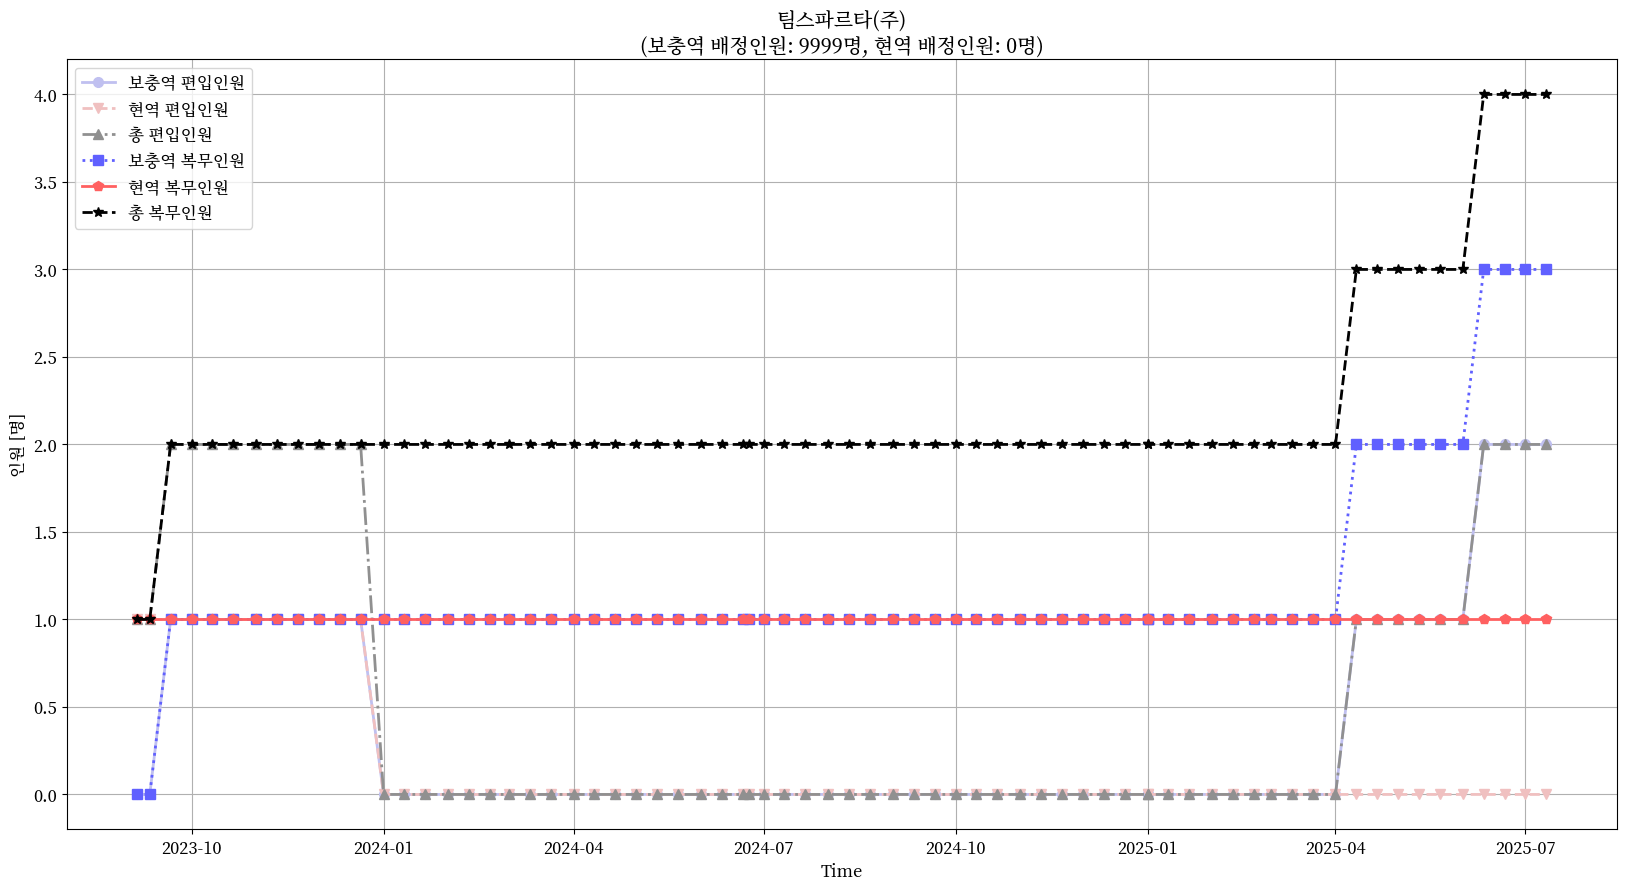 팀스파르타(주)
(보충역 배정인원: 9999명, 현역 배정인원: 0명)
보충역 편입인원
현역 편입인원
총 편입인원
보충역 복무인원
현역 복무인원
총 복무인원
인원 [명]
4.0
3.5
3.0
2.5
2.0
1.5
1.0
0.5
0.0
2023-10
2024-01
2024-04
2024-07
2024-10
2025-01
2025-04
2025-07
Time